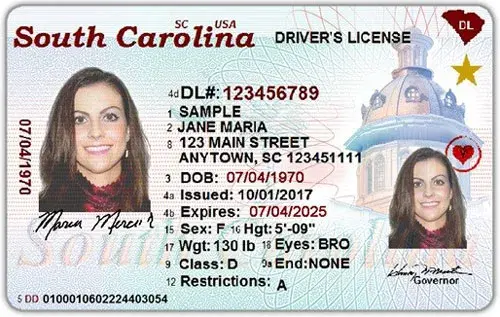 SC USA
South Carolina DRIVER'S LICENSE
DL
4d DL#: 123456789
1 SAMPLE
2 JANE MARIA
8 123 MAIN STREET
ANYTOWN, SC 123451111
3 DOB: 07/04/1970
4a Issued: 10/01/2017
4b Expires: 07/04/2025
15 Sex: F 16 Hgt: 5'-09"
17 Wgt: 130 lb 18 Eyes: BRO
9 Class: D 9a End: NONE
12 Restrictions: A
07/04/1970
Governor
5 DD 0100010602224403054